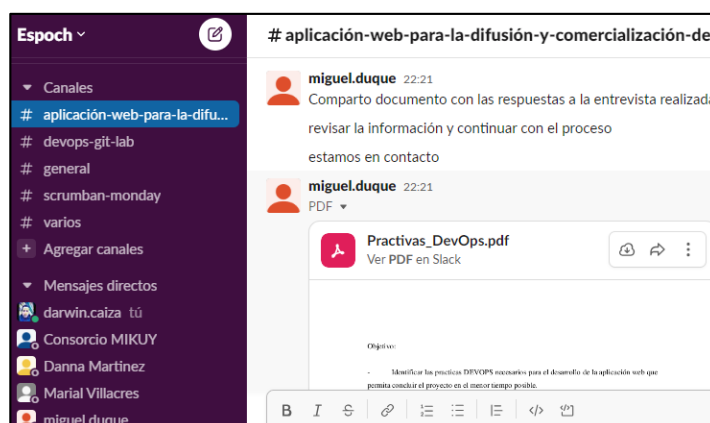 Espoch
Canales
# aplicación-web-para-la-difu...
# devops-git-lab
# general
# scrumban-monday
# varios
+ Agregar canales
Mensajes directos
darwin.caiza tú
Consorcio MIKUY
Danna Martinez
Marial Villacres
miguel.duque
# aplicación-web-para-la-difusión-y-comercialización-de
miguel.duque 22:21
Comparto documento con las respuestas a la entrevista realizada
revisar la información y continuar con el proceso
estamos en contacto
miguel.duque 22:21
PDF
Practivas_DevOps.pdf
Ver PDF en Slack
Objetivo:
- Identificar las practicas DEVOPS necesarios para el desarrollo de la aplicación web que
permita concluir el proyecto en el menor tiempo posible.
B I S